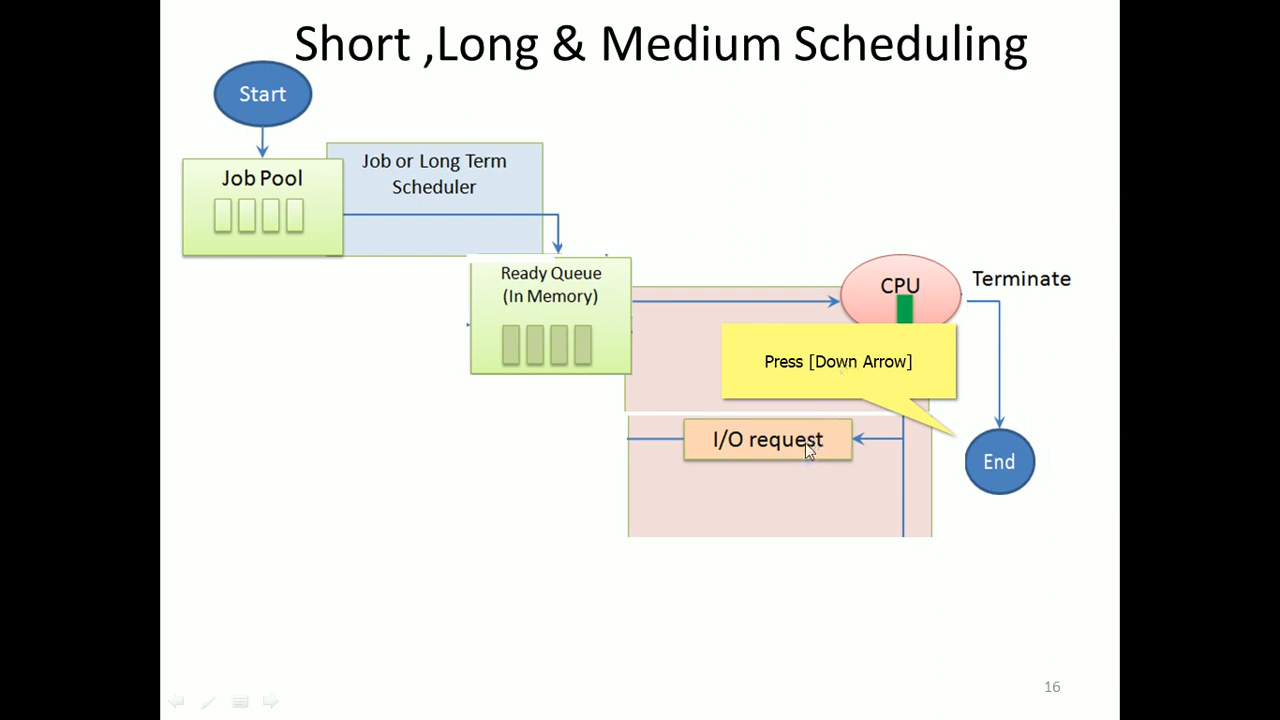 Short ,Long & Medium Scheduling
Start
Job Pool
Job or Long Term
Scheduler
Ready Queue
(In Memory)
CPU
Terminate
Press [Down Arrow]
I/O request
End
16